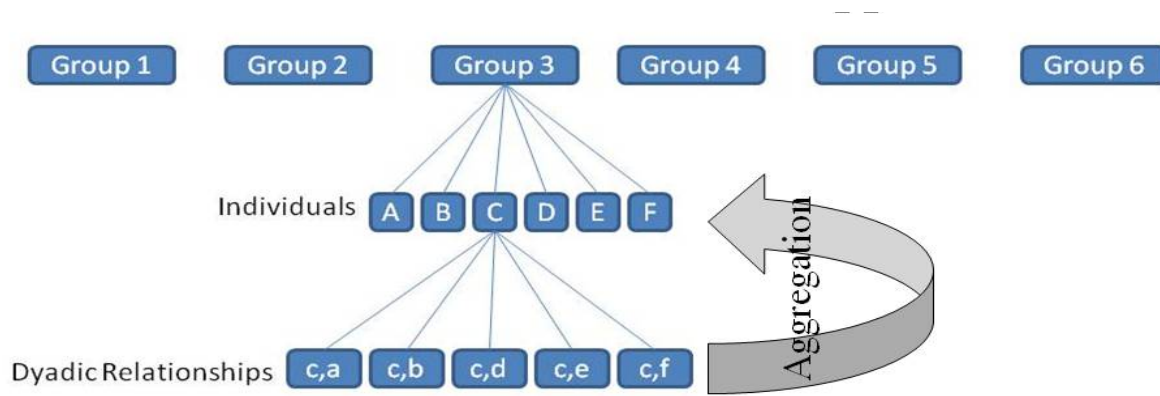 Group 1 Group 2 Group 3 Group 4 Group 5 Group 6
Individuals A B C D E F
Aggregation
Dyadic Relationships c,a c,b c,d c,e c,f